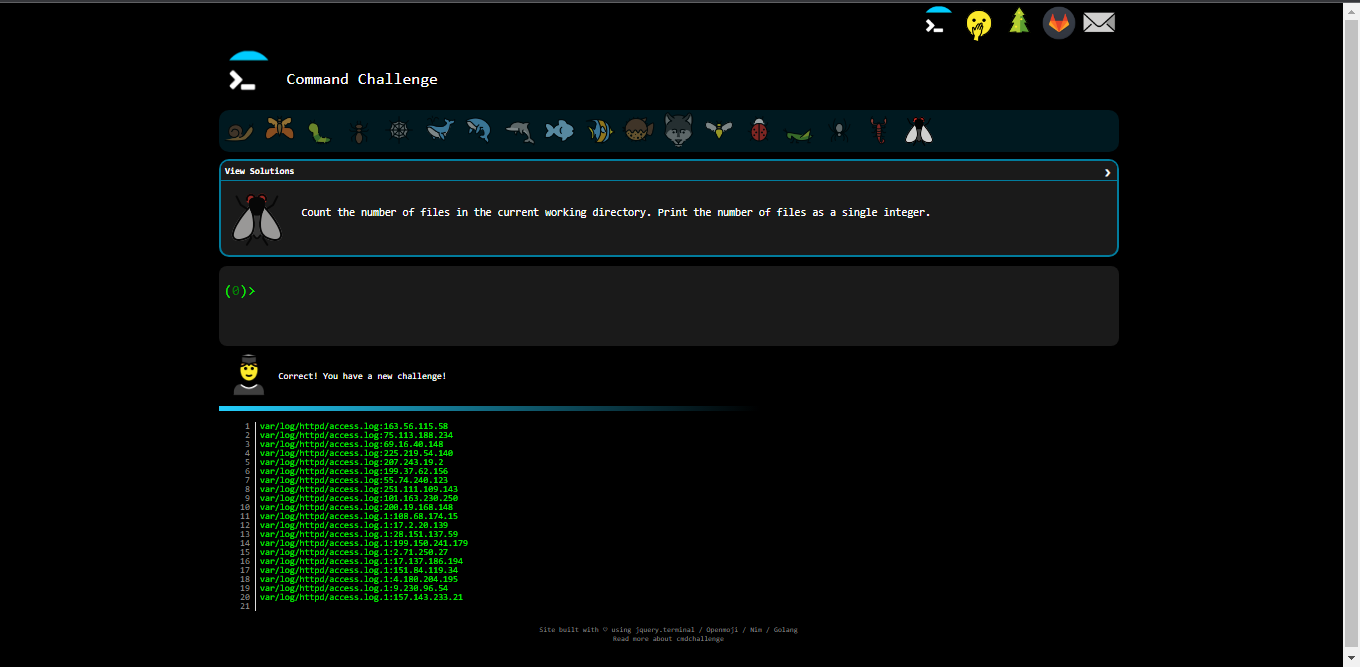 Command Challenge
View Solutions
Count the number of files in the current working directory. Print the number of files as a single integer.
(0)>
Correct! You have a new challenge!
1 var/log/httpd/access.log:163.56.115.58
2 var/log/httpd/access.log:75.113.188.234
3 var/log/httpd/access.log:69.16.40.148
4 var/log/httpd/access.log:225.219.54.140
5 var/log/httpd/access.log:207.243.19.2
6 var/log/httpd/access.log:199.37.62.156
7 var/log/httpd/access.log:55.74.240.123
8 var/log/httpd/access.log:251.111.109.143
9 var/log/httpd/access.log:101.163.230.250
10 var/log/httpd/access.log:200.19.168.148
11 var/log/httpd/access.log.1:108.68.174.15
12 var/log/httpd/access.log.1:17.2.20.139
13 var/log/httpd/access.log.1:28.151.137.59
14 var/log/httpd/access.log.1:199.150.241.179
15 var/log/httpd/access.log.1:2.71.250.27
16 var/log/httpd/access.log.1:17.137.186.194
17 var/log/httpd/access.log.1:151.84.119.34
18 var/log/httpd/access.log.1:4.180.204.195
19 var/log/httpd/access.log.1:9.230.96.54
20 var/log/httpd/access.log.1:157.143.233.21
21
Site built with ♡ using jquery.terminal / Openmoji / Nim / Golang
Read more about cmdchallenge